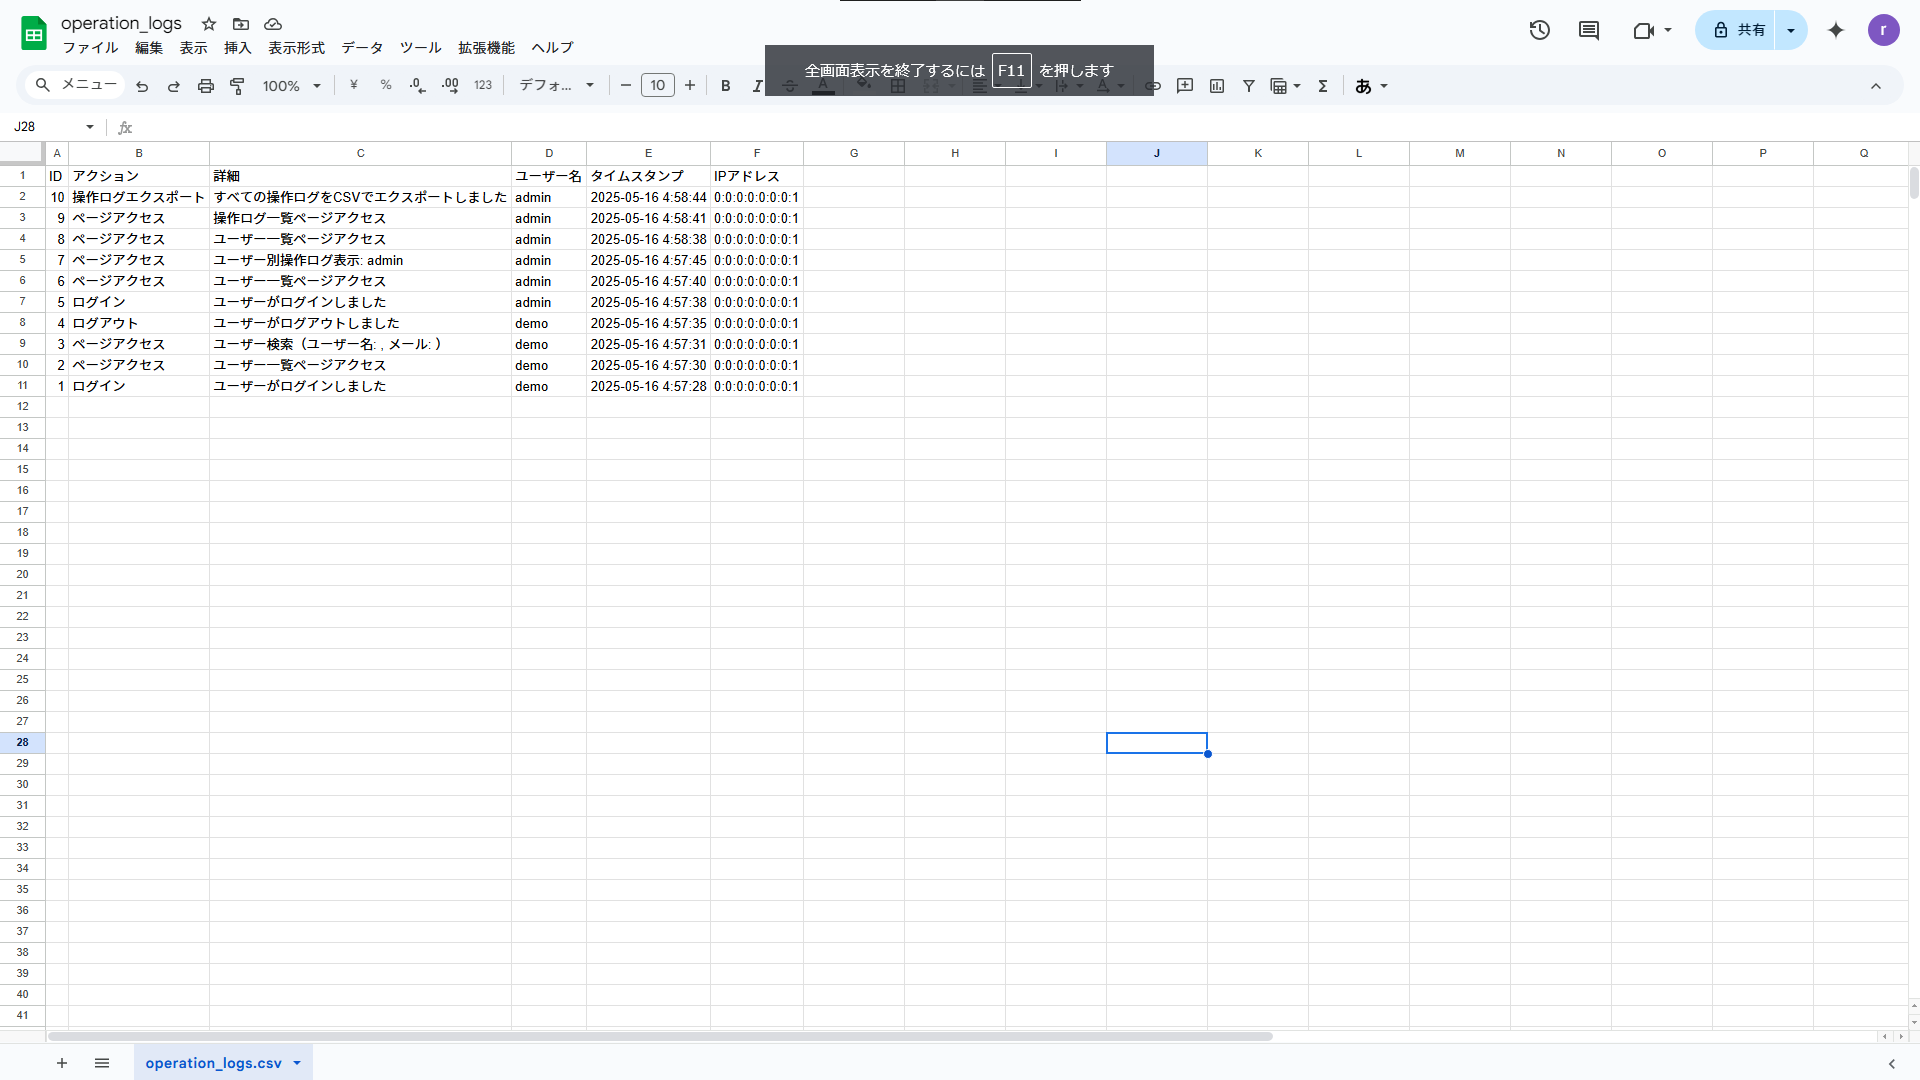 operation_logs
ファイル 編集 表示 挿入 表示形式 データ ツール 拡張機能 ヘルプ
共有
r
全画面表示を終了するには F11 を押します
メニュー 100% ¥ % .0 .00 123 デフォ... 10 B I A Σ あ
J28 fx
A B C D E F G H I J K L M N O P Q
1 ID アクション 詳細 ユーザー名 タイムスタンプ IPアドレス
2 10 操作ログエクスポート すべての操作ログをCSVでエクスポートしました admin 2025-05-16 4:58:44 0:0:0:0:0:0:0:1
3 9 ページアクセス 操作ログ一覧ページアクセス admin 2025-05-16 4:58:41 0:0:0:0:0:0:0:1
4 8 ページアクセス ユーザー一覧ページアクセス admin 2025-05-16 4:58:38 0:0:0:0:0:0:0:1
5 7 ページアクセス ユーザー別操作ログ表示: admin admin 2025-05-16 4:57:45 0:0:0:0:0:0:0:1
6 6 ページアクセス ユーザー一覧ページアクセス admin 2025-05-16 4:57:40 0:0:0:0:0:0:0:1
7 5 ログイン ユーザーがログインしました admin 2025-05-16 4:57:38 0:0:0:0:0:0:0:1
8 4 ログアウト ユーザーがログアウトしました demo 2025-05-16 4:57:35 0:0:0:0:0:0:0:1
9 3 ページアクセス ユーザー検索（ユーザー名: , メール: ） demo 2025-05-16 4:57:31 0:0:0:0:0:0:0:1
10 2 ページアクセス ユーザー一覧ページアクセス demo 2025-05-16 4:57:30 0:0:0:0:0:0:0:1
11 1 ログイン ユーザーがログインしました demo 2025-05-16 4:57:28 0:0:0:0:0:0:0:1
12
13
14
15
16
17
18
19
20
21
22
23
24
25
26
27
28
29
30
31
32
33
34
35
36
37
38
39
40
41
operation_logs.csv